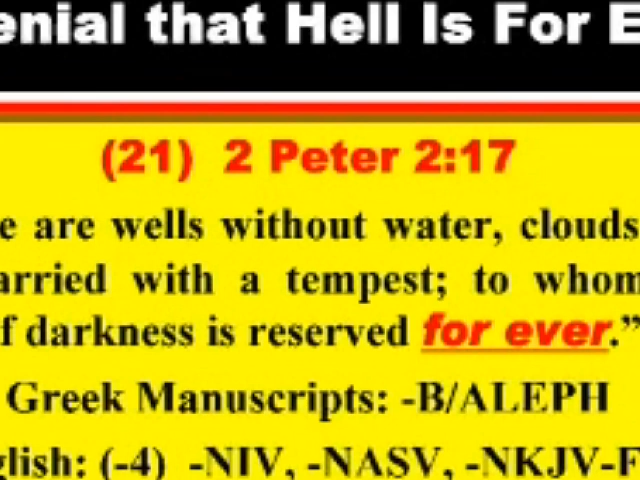 enial that Hell Is For E
(21) 2 Peter 2:17
e are wells without water, clouds
arried with a tempest; to whom
f darkness is reserved for ever.”
Greek Manuscripts: -B/ALEPH
glish: (-4) -NIV, -NASV, -NKJV-F